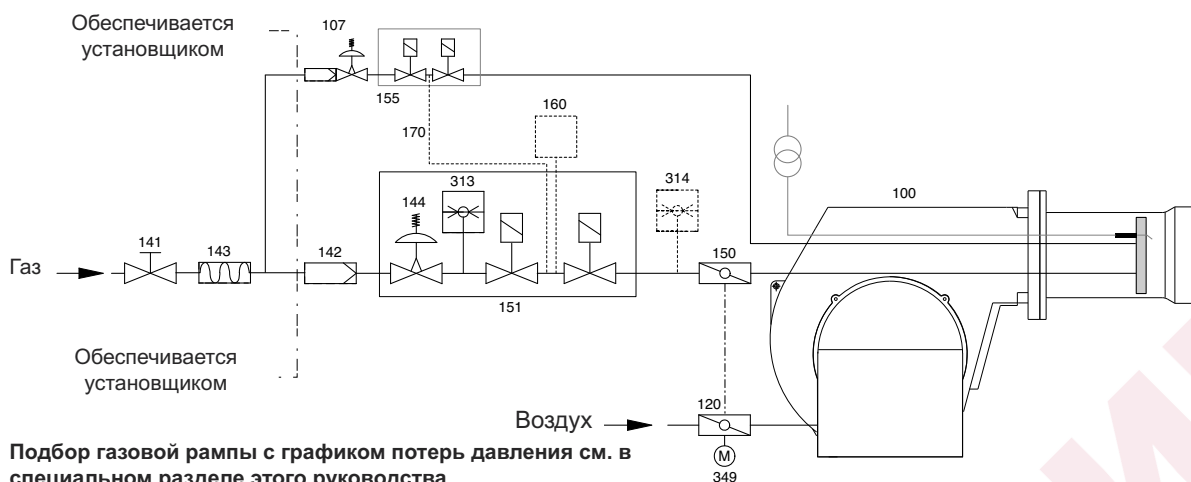 Обеспечивается
установщиком
107
155
160
170
313
314
144
100
141
143
142
150
Газ
151
Обеспечивается
установщиком
Воздух
120
M
349
Подбор газовой рампы с графиком потерь давления см. в
специальном разделе этого руководства